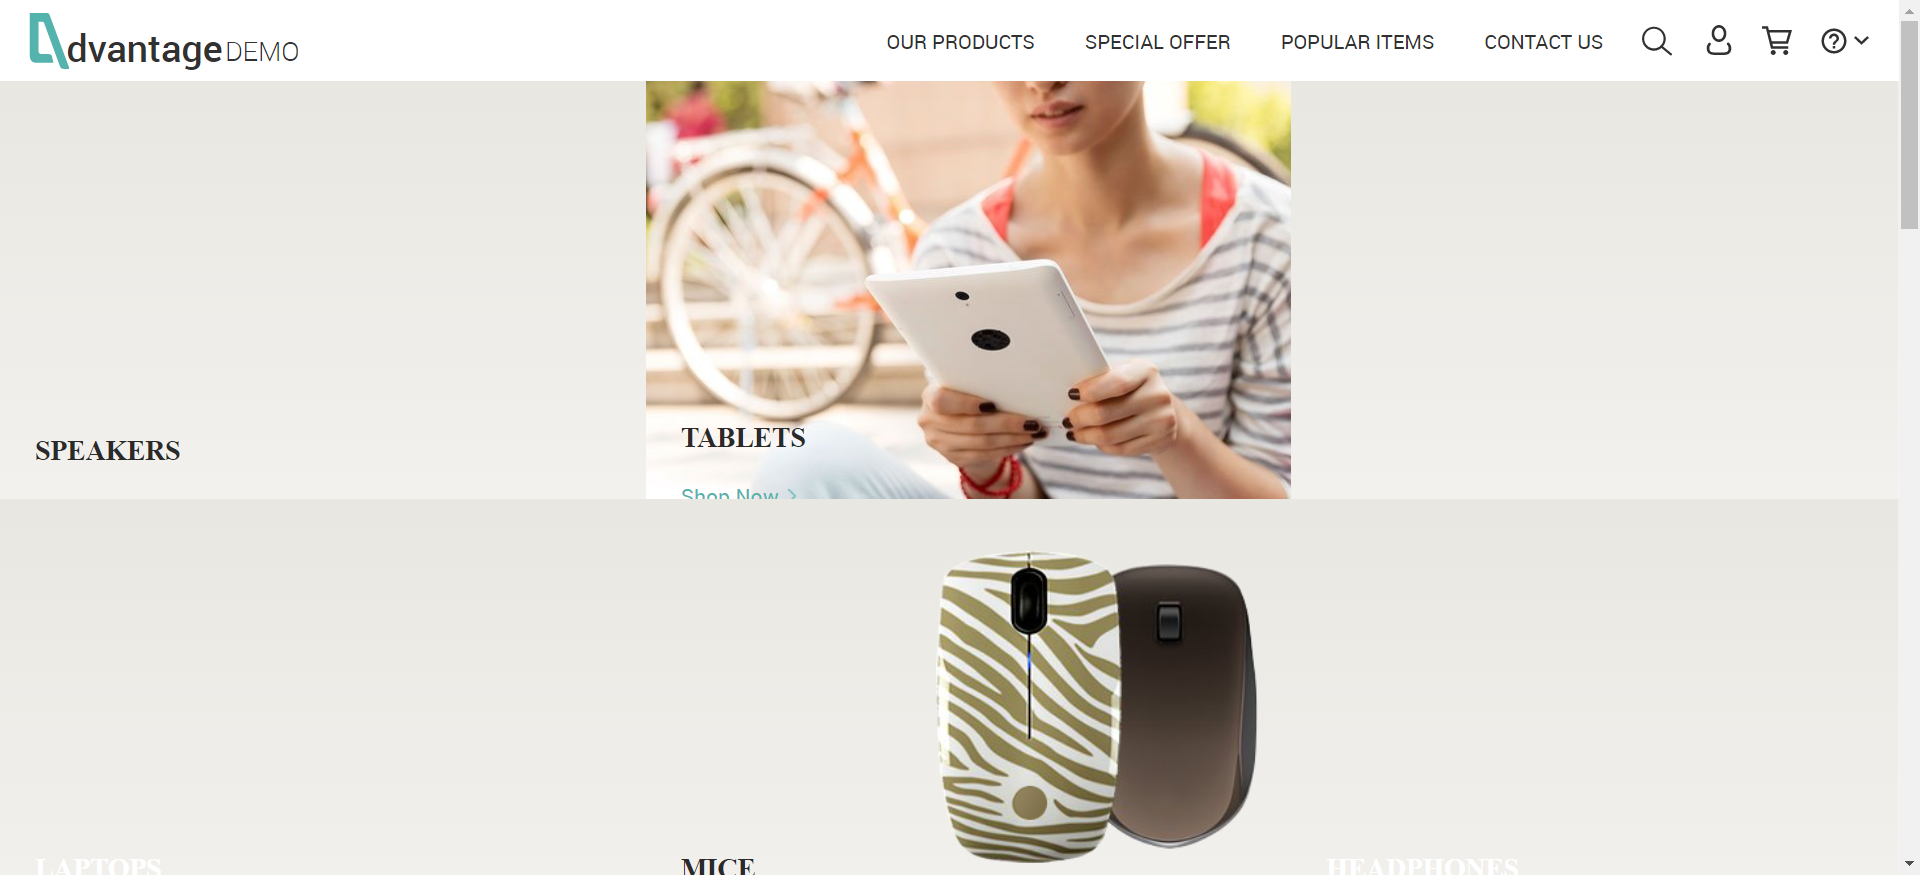 dvantage DEMO
OUR PRODUCTS SPECIAL OFFER POPULAR ITEMS CONTACT US
SPEAKERS
TABLETS
Shop Now
LAPTOPS
MICE
HEADPHONES